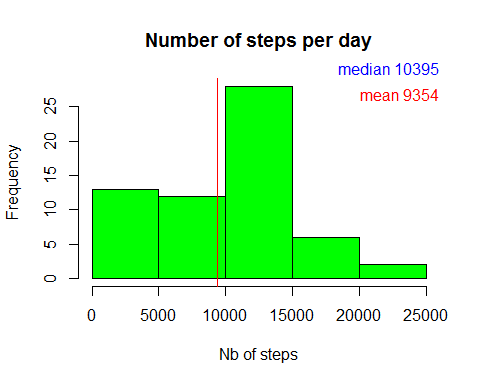 Number of steps per day
median 10395
mean 9354
Frequency
25
20
15
10
5
0
0 5000 10000 15000 20000 25000
Nb of steps